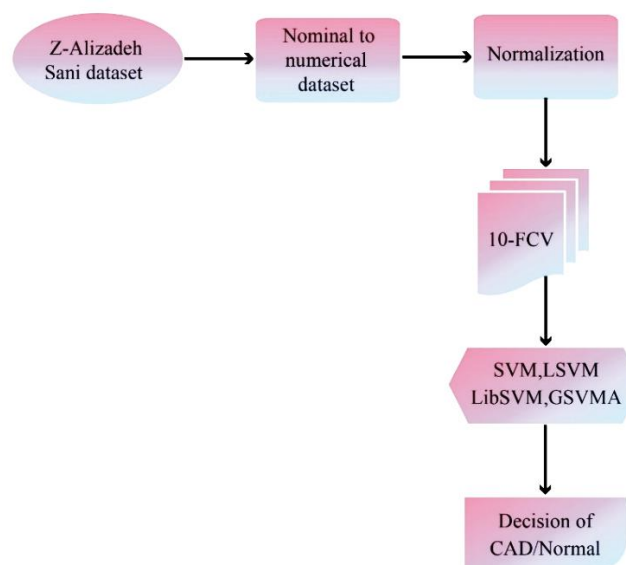 Z-Alizadeh
Sani dataset
Nominal to
numerical
dataset
Normalization
10-FCV
SVM,LSVM
LibSVM,GSVMA
Decision of
CAD/Normal